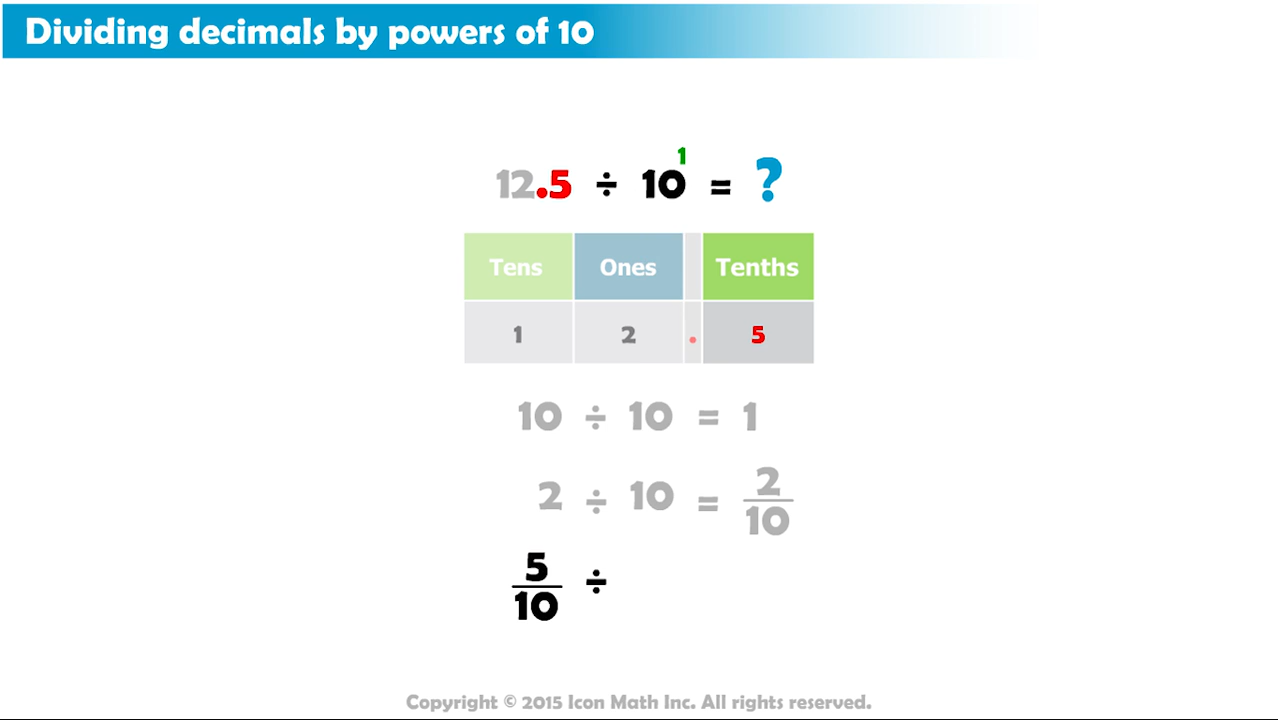 Dividing decimals by powers of 10
12.5 ÷ 10¹ = ?
Tens Ones Tenths
1 2 . 5
10 ÷ 10 = 1
2 ÷ 10 = 2/10
5/10 ÷
Copyright © 2015 Icon Math Inc. All rights reserved.